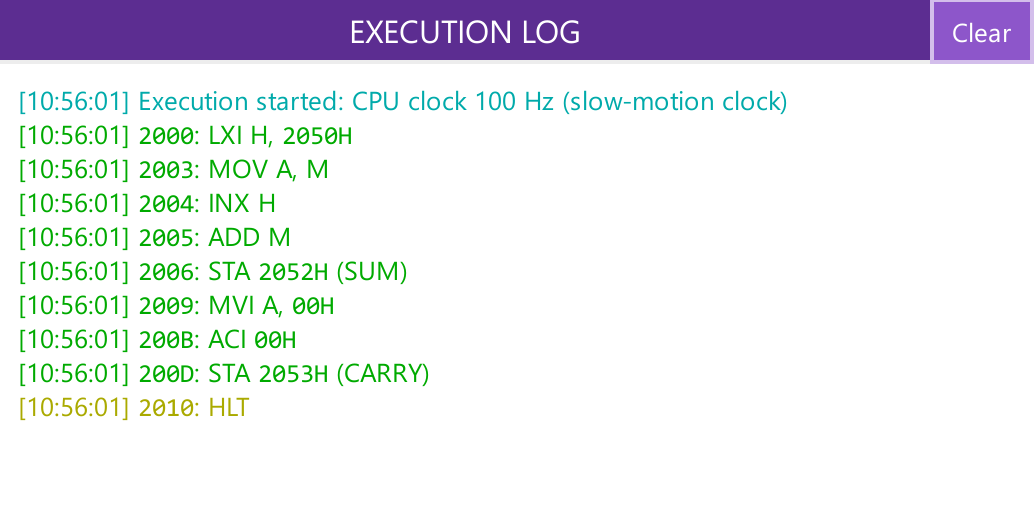 EXECUTION LOG
Clear
[10:56:01] Execution started: CPU clock 100 Hz (slow-motion clock)
[10:56:01] 2000: LXI H, 2050H
[10:56:01] 2003: MOV A, M
[10:56:01] 2004: INX H
[10:56:01] 2005: ADD M
[10:56:01] 2006: STA 2052H (SUM)
[10:56:01] 2009: MVI A, 00H
[10:56:01] 200B: ACI 00H
[10:56:01] 200D: STA 2053H (CARRY)
[10:56:01] 2010: HLT